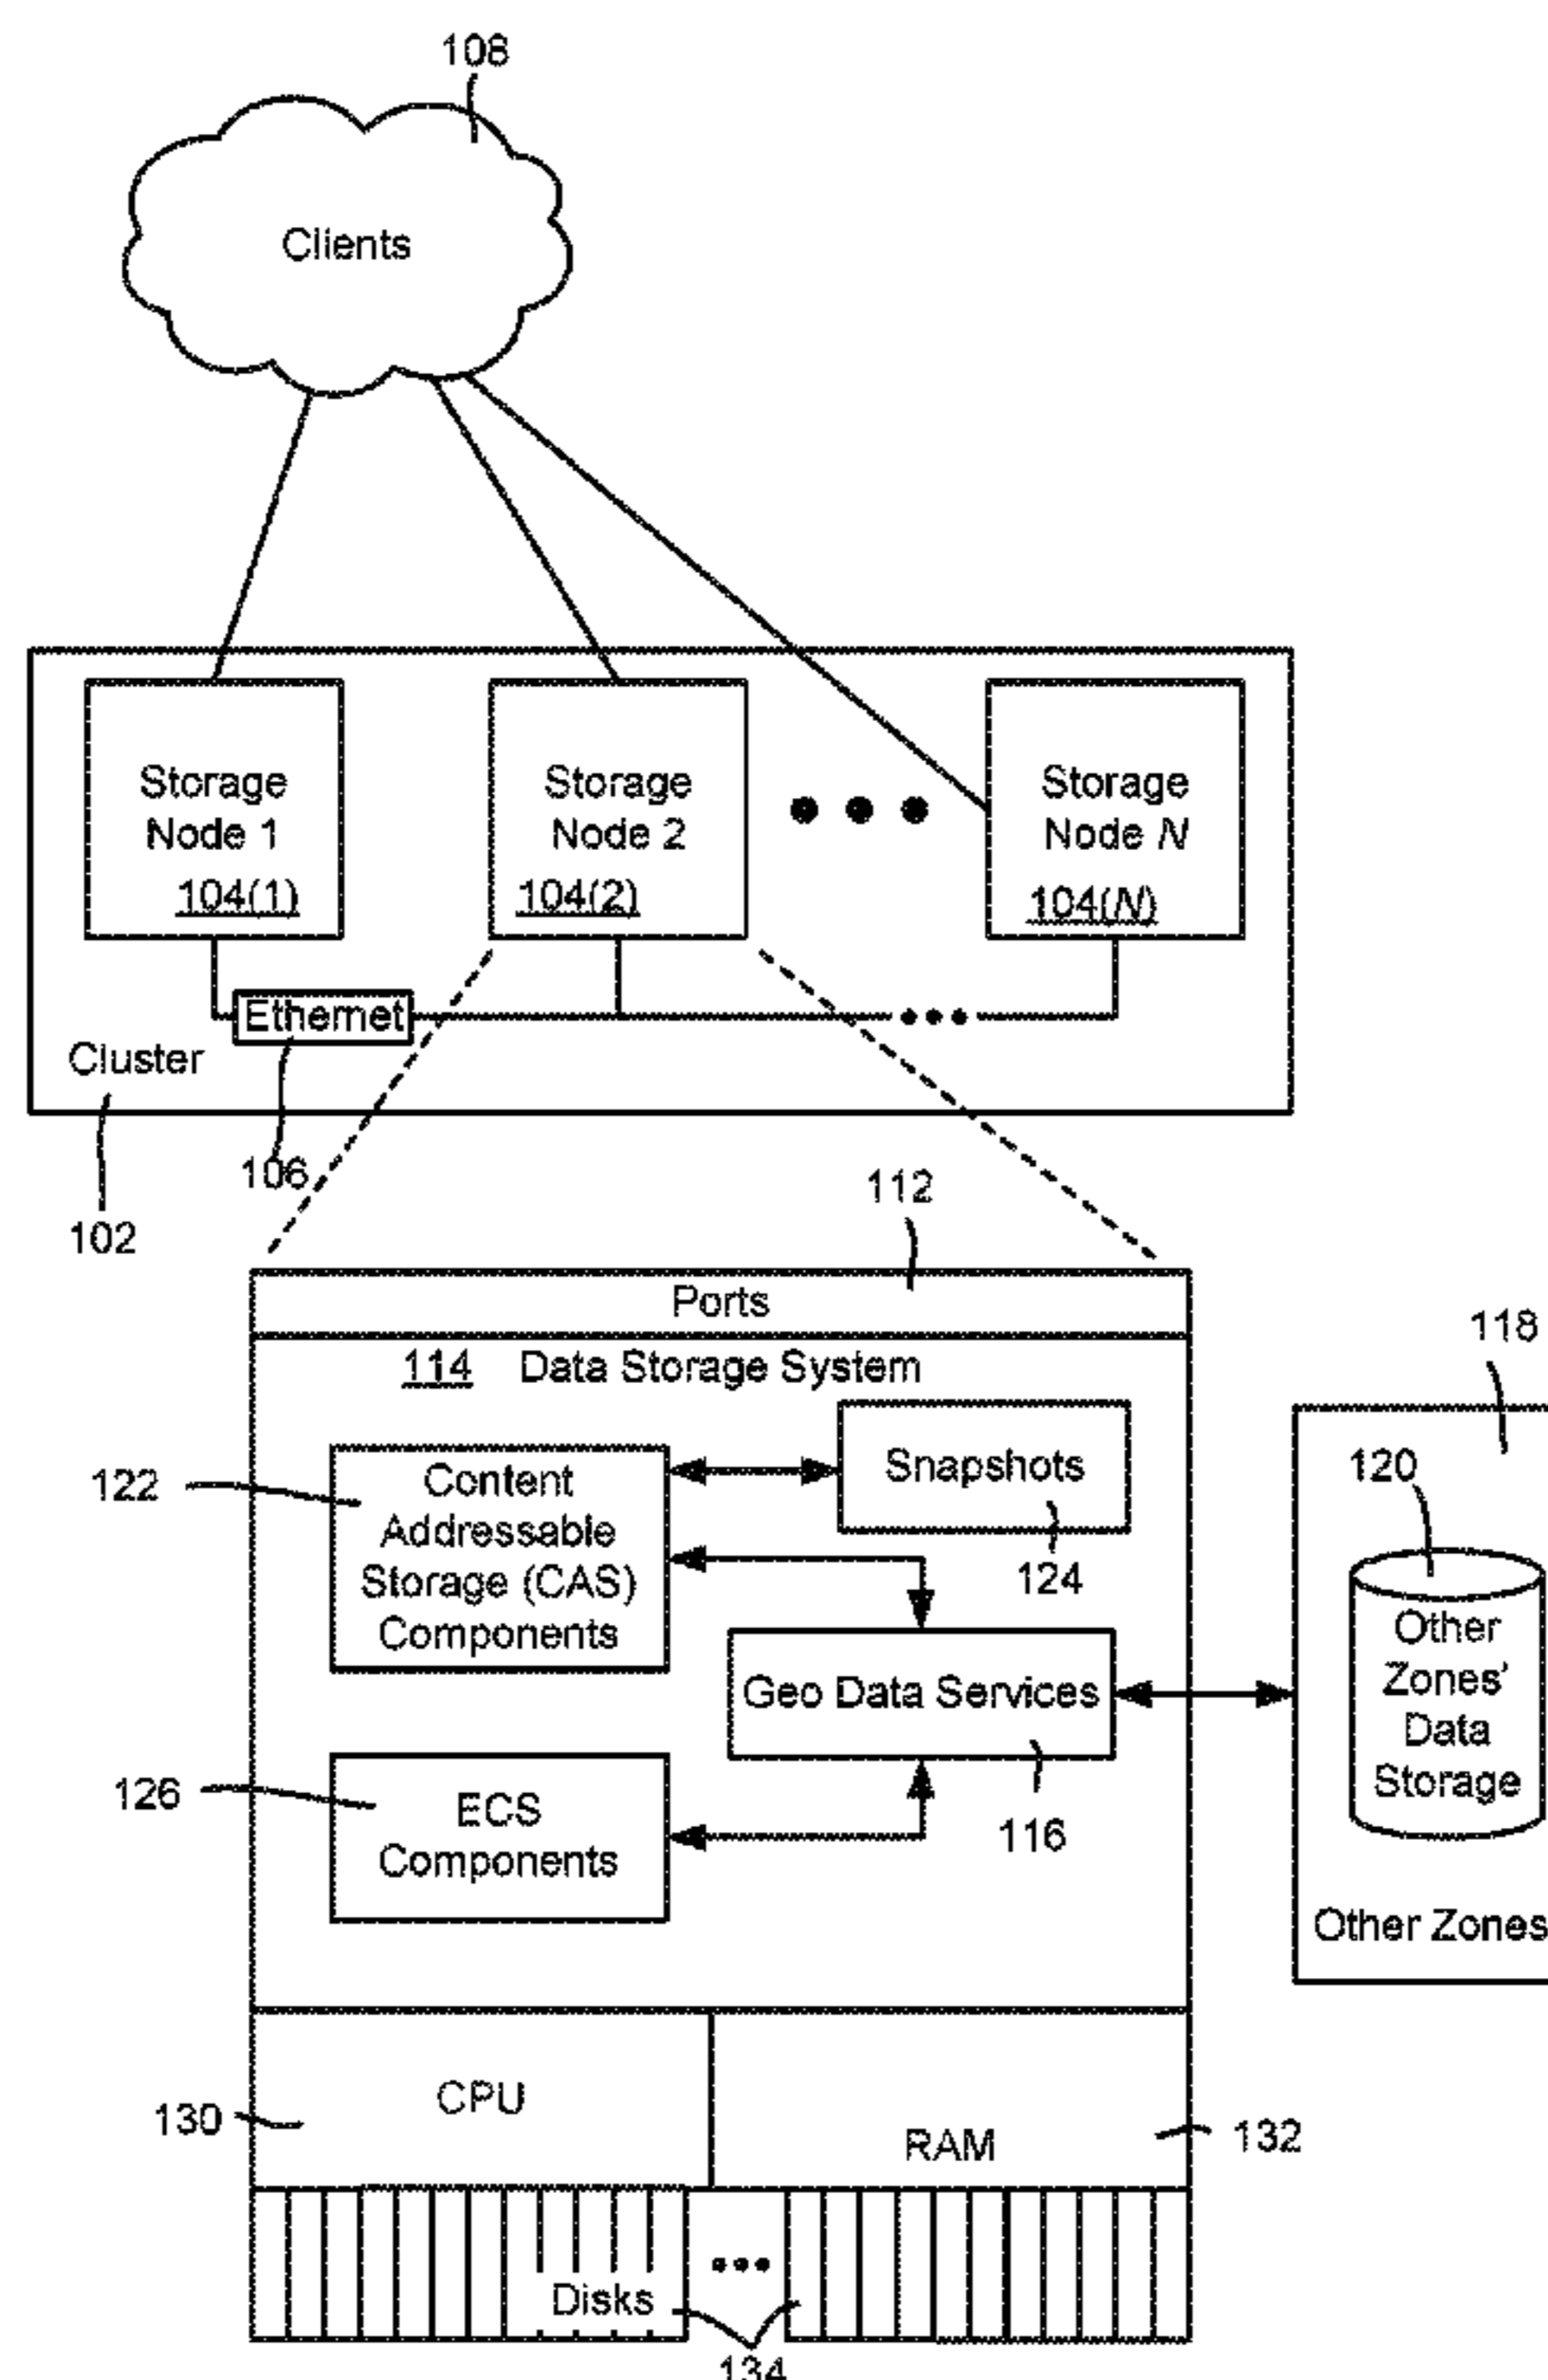 108
Clients
Storage
Node 1
104(1)
Storage
Node 2
104(2)
Storage
Node N
104(N)
Ethernet
Cluster
106
102
112
Ports
114 Data Storage System
118
122
Content
Addressable
Storage (CAS)
Components
Snapshots
124
120
Other
Zones'
Data
Storage
Geo Data Services
116
126
ECS
Components
Other Zones
CPU
130
RAM
132
Disks
134